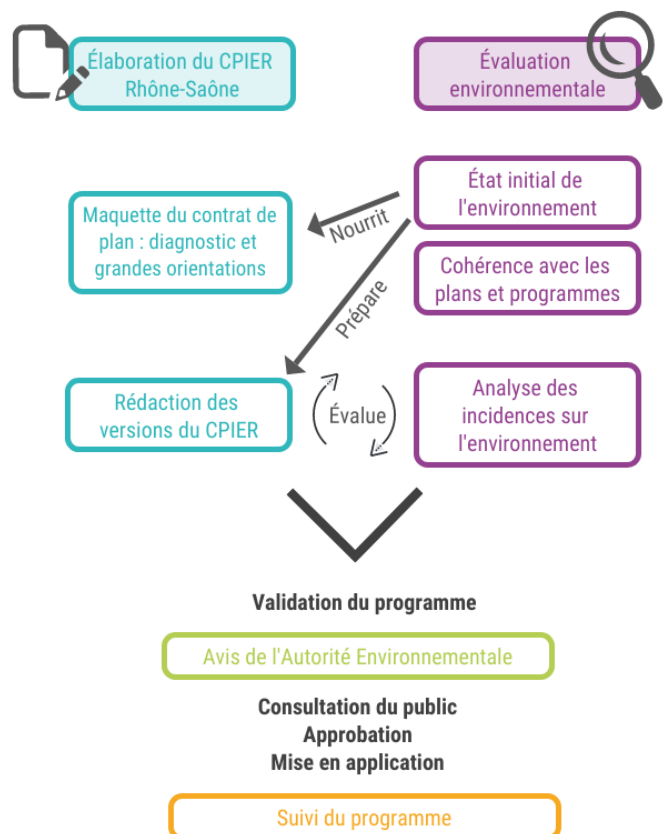 Élaboration du CPIER
Rhône-Saône
Évaluation
environnementale
État initial de
l'environnement
Nourrit
Maquette du contrat de
plan : diagnostic et
grandes orientations
Cohérence avec les
plans et programmes
Prépare
Rédaction des
versions du CPIER
Évalue
Analyse des
incidences sur
l'environnement
Validation du programme
Avis de l'Autorité Environnementale
Consultation du public
Approbation
Mise en application
Suivi du programme